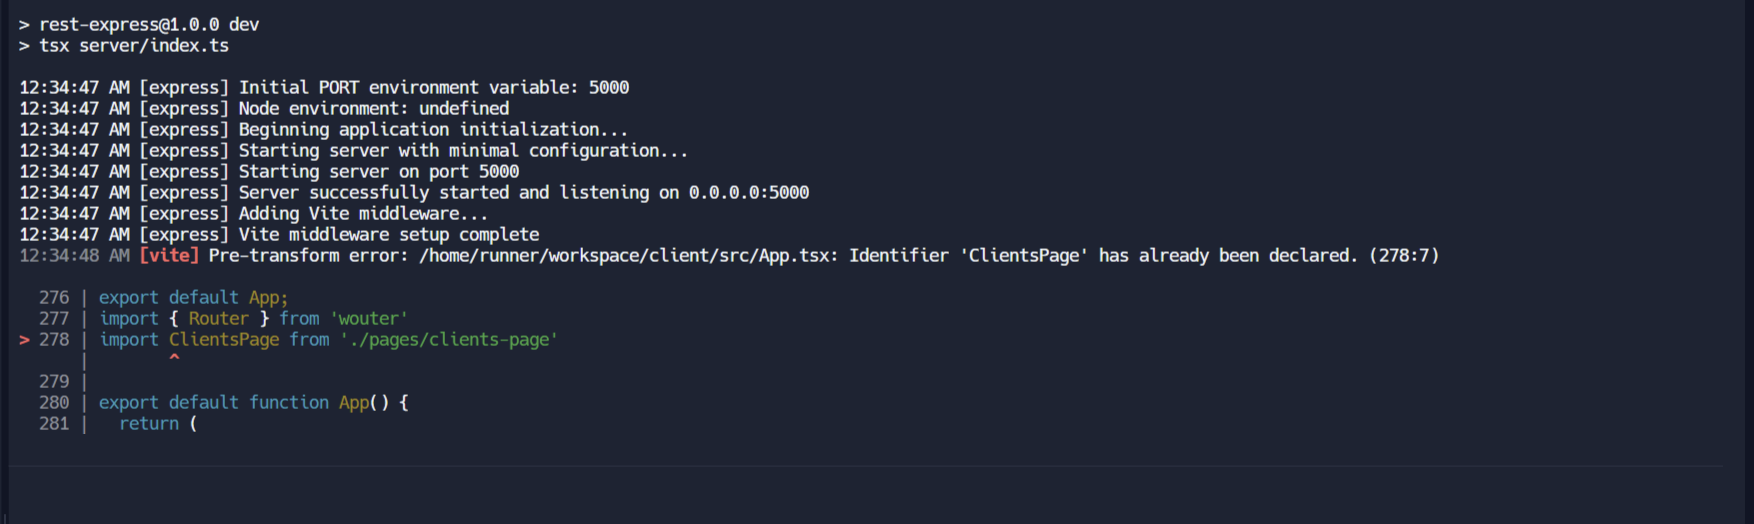 > rest-express@1.0.0 dev
> tsx server/index.ts
12:34:47 AM [express] Initial PORT environment variable: 5000
12:34:47 AM [express] Node environment: undefined
12:34:47 AM [express] Beginning application initialization...
12:34:47 AM [express] Starting server with minimal configuration...
12:34:47 AM [express] Starting server on port 5000
12:34:47 AM [express] Server successfully started and listening on 0.0.0.0:5000
12:34:47 AM [express] Adding Vite middleware...
12:34:47 AM [express] Vite middleware setup complete
12:34:48 AM [vite] Pre-transform error: /home/runner/workspace/client/src/App.tsx: Identifier 'ClientsPage' has already been declared. (278:7)
  276 | export default App;
  277 | import { Router } from 'wouter'
> 278 | import ClientsPage from './pages/clients-page'
      |        ^
  279 |
  280 | export default function App() {
  281 |   return (